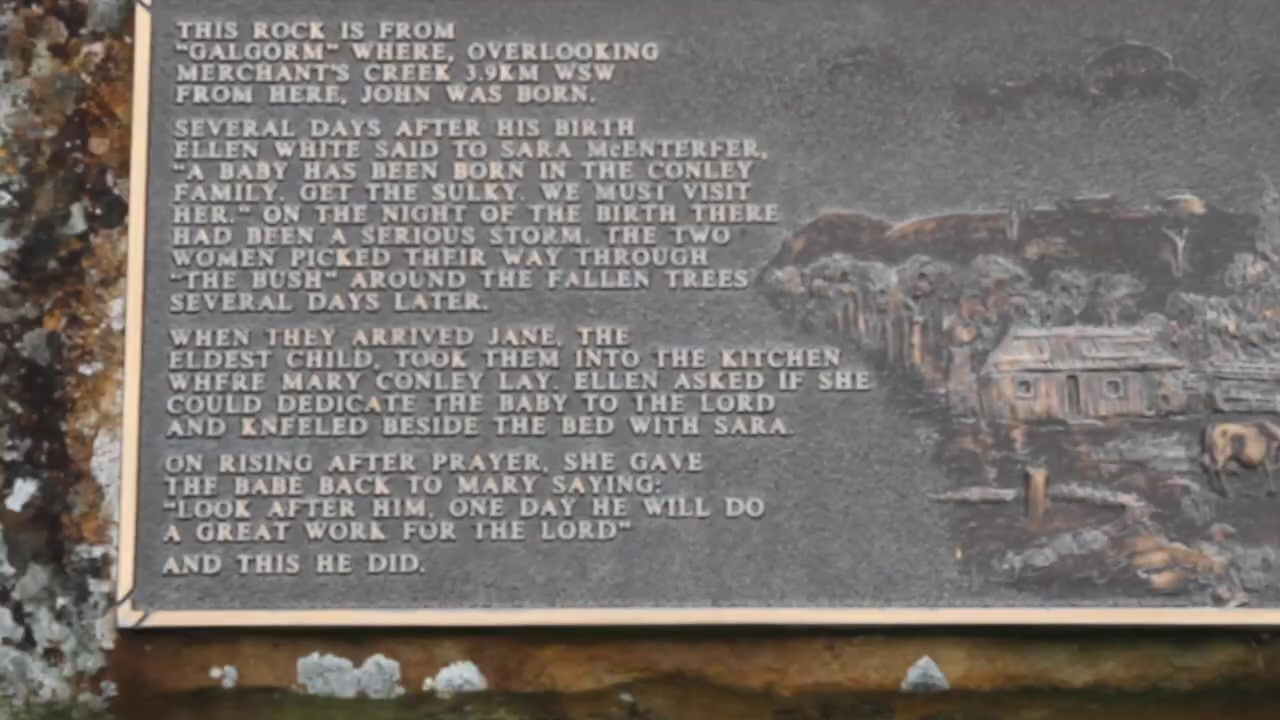 THIS ROCK IS FROM
"GALGORM" WHERE, OVERLOOKING
MERCHANT'S CREEK 3.9KM WSW
FROM HERE, JOHN WAS BORN.
SEVERAL DAYS AFTER HIS BIRTH
ELLEN WHITE SAID TO SARA McENTERFER,
"A BABY HAS BEEN BORN IN THE CONLEY
FAMILY. GET THE SULKY. WE MUST VISIT
HER." ON THE NIGHT OF THE BIRTH THERE
HAD BEEN A SERIOUS STORM. THE TWO
WOMEN PICKED THEIR WAY THROUGH
"THE BUSH" AROUND THE FALLEN TREES
SEVERAL DAYS LATER.
WHEN THEY ARRIVED JANE, THE
ELDEST CHILD, TOOK THEM INTO THE KITCHEN
WHERE MARY CONLEY LAY. ELLEN ASKED IF SHE
COULD DEDICATE THE BABY TO THE LORD
AND KNEELED BESIDE THE BED WITH SARA.
ON RISING AFTER PRAYER, SHE GAVE
THE BABE BACK TO MARY SAYING:
"LOOK AFTER HIM, ONE DAY HE WILL DO
A GREAT WORK FOR THE LORD"
AND THIS HE DID.